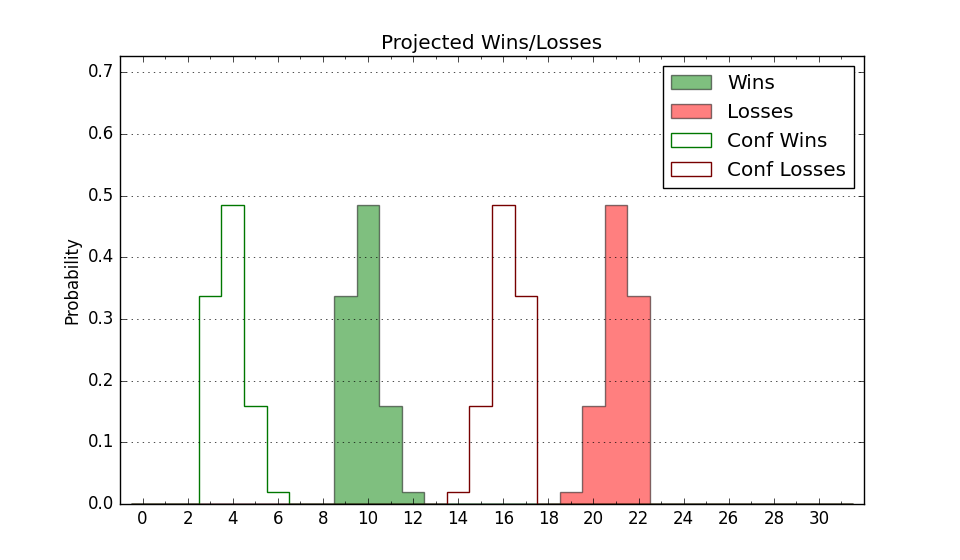 Projected Wins/Losses
Wins
Losses
Conf Wins
Conf Losses
Probability
0.7
0.6
0.5
0.4
0.3
0.2
0.1
0.0
0 2 4 6 8 10 12 14 16 18 20 22 24 26 28 30